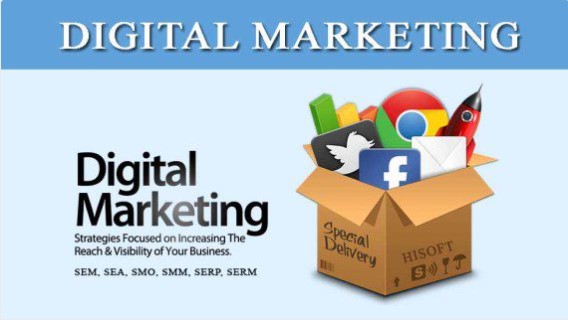 DIGITAL MARKETING
Digital
Marketing
Strategies Focused on Increasing The
Reach & Visibility of Your Business.
SEM, SEA, SMO, SMM, SERP, SERM
f
Special
Delivery
HISOFT
S